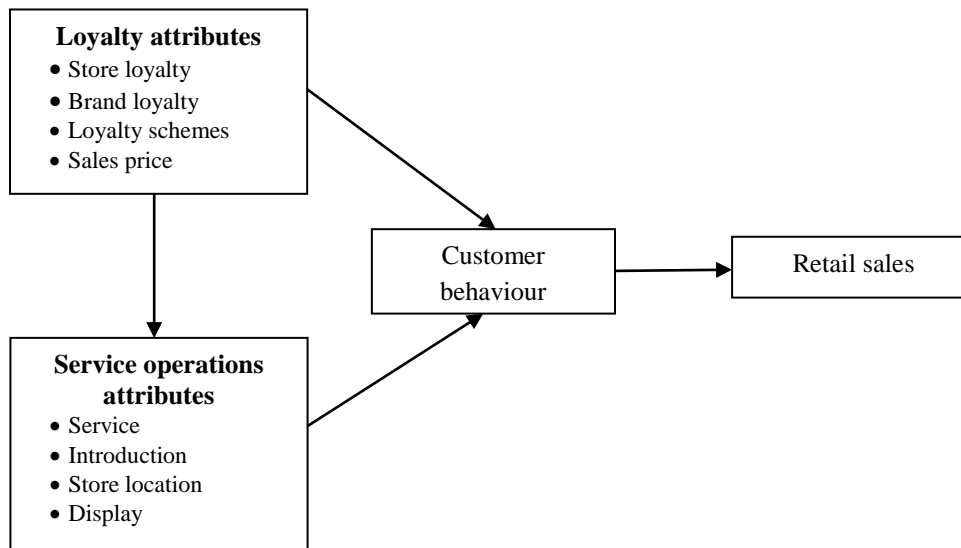 Loyalty attributes
• Store loyalty
• Brand loyalty
• Loyalty schemes
• Sales price
Customer
behaviour
Retail sales
Service operations
attributes
• Service
• Introduction
• Store location
• Display